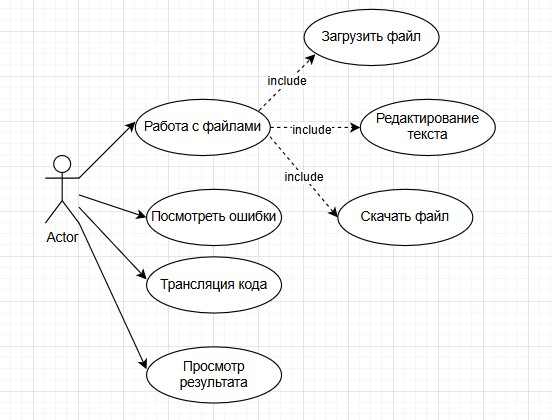 Загрузить файл
include
Работа с файлами
include
Редактирование
текста
include
Actor
Посмотреть ошибки
Скачать файл
Трансляция кода
Просмотр
результата